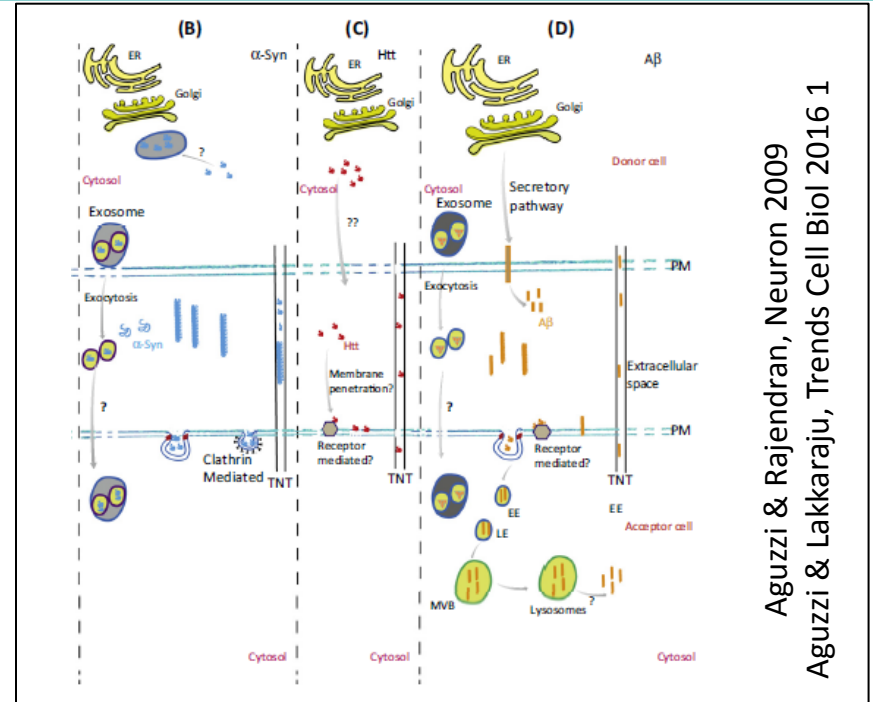 (B)
ER
α-Syn
Golgi
?
Cytosol
Exosome
Exocytosis
α-Syn
?
Clathrin
Mediated
TNT
Cytosol
(C)
Htt
ER
Golgi
Cytosol
??
Htt
Membrane
penetration?
Receptor
mediated?
TNT
Cytosol
(D)
ER
Aβ
Golgi
Donor cell
Cytosol
Secretory
pathway
Exosome
PM
Exocytosis
Aβ
Extracellular
space
?
PM
Receptor
mediated?
TNT
EE
EE
Acceptor cell
LE
MVB
Lysosomes
?
Cytosol
Aguzzi & Rajendran, Neuron 2009
Aguzzi & Lakkaraju, Trends Cell Biol 2016 1